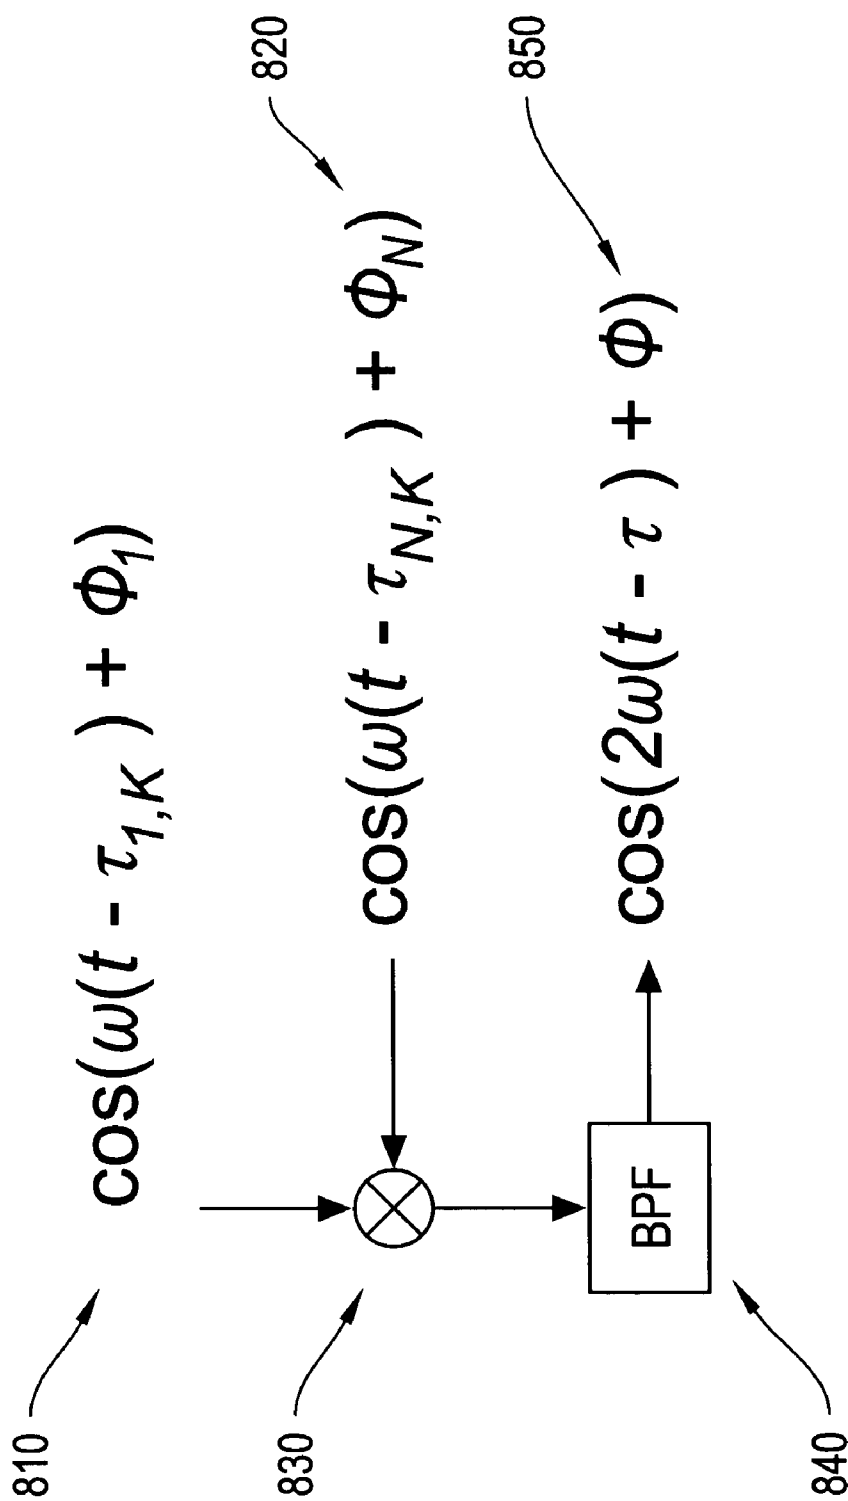 810
cos(ω(t - τ1,K) + Φ1)
820
cos(ω(t - τN,K) + ΦN)
830
850
cos(2ω(t - τ) + Φ)
BPF
840